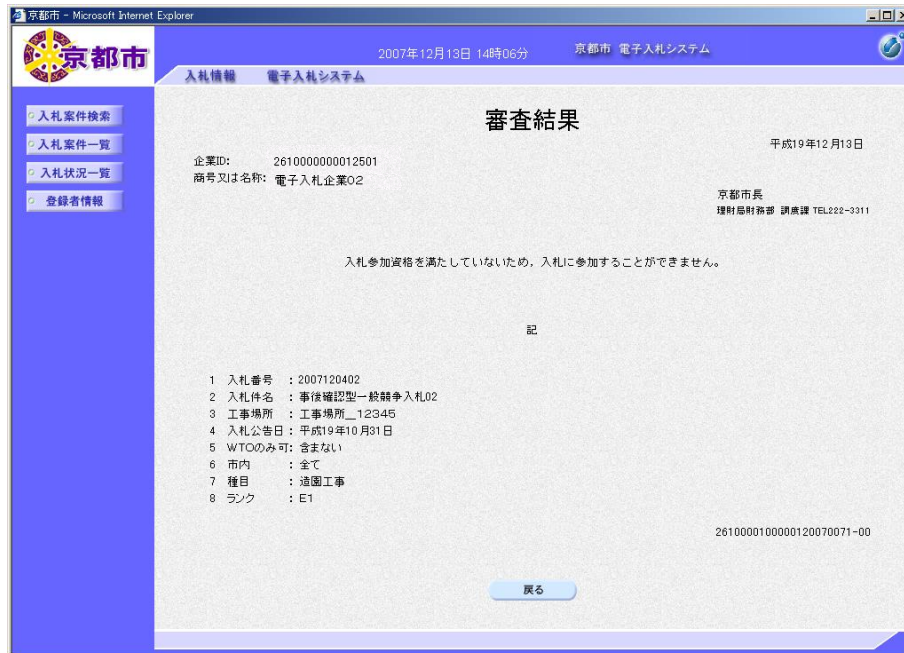 京都市 - Microsoft Internet Explorer
京都市
2007年12月13日 14時06分 京都市 電子入札システム
入札情報 電子入札システム
入札案件検索
入札案件一覧
入札状況一覧
登録者情報
審査結果
平成19年12月13日
企業ID: 2610000000012501
商号又は名称: 電子入札企業02
京都市長
理財局財務部 調度課 TEL222-3311
入札参加資格を満たしていないため，入札に参加することができません。
記
1 入札番号 : 2007120402
2 入札件名 : 事後確認型一般競争入札02
3 工事場所 : 工事場所_12345
4 入札公告日 : 平成19年10月31日
5 WTOのみ可: 含まない
6 市内 : 全て
7 種目 : 造園工事
8 ランク : E1
2610000100000120070071-00
戻る